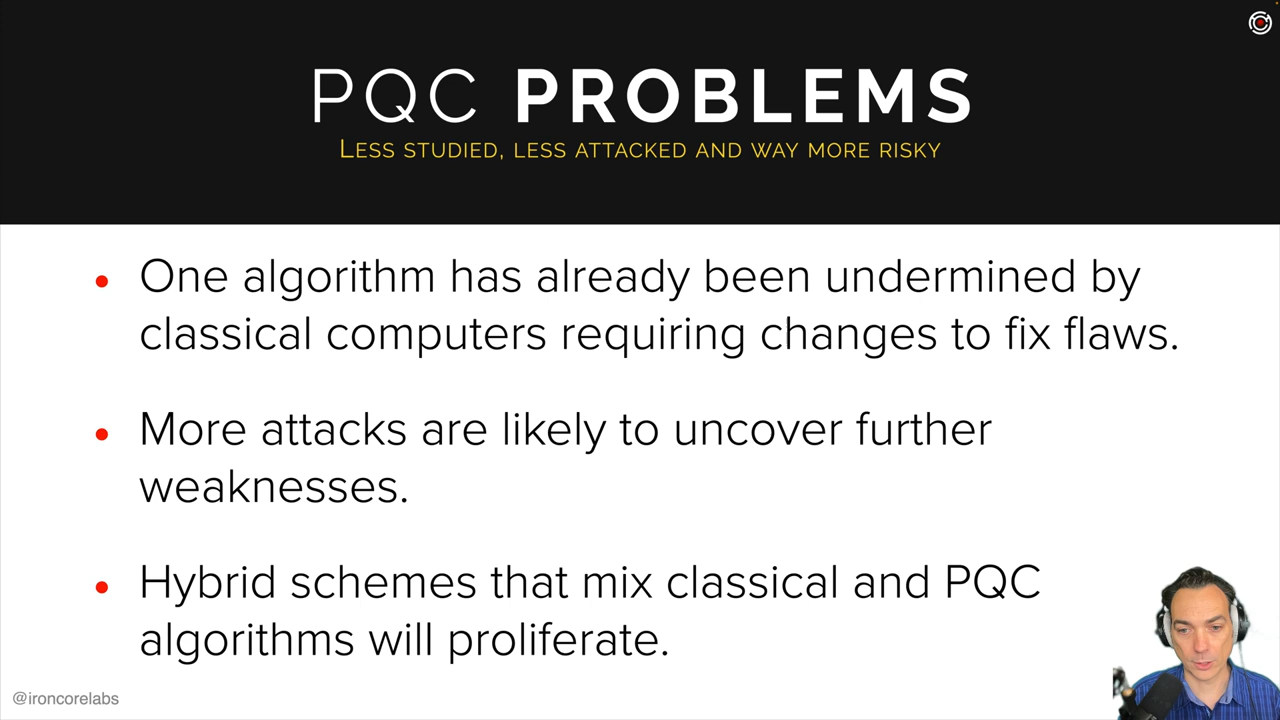 PQC PROBLEMS
Less studied, less attacked and way more risky
• One algorithm has already been undermined by
classical computers requiring changes to fix flaws.
• More attacks are likely to uncover further
weaknesses.
• Hybrid schemes that mix classical and PQC
algorithms will proliferate.
@ironcorelabs